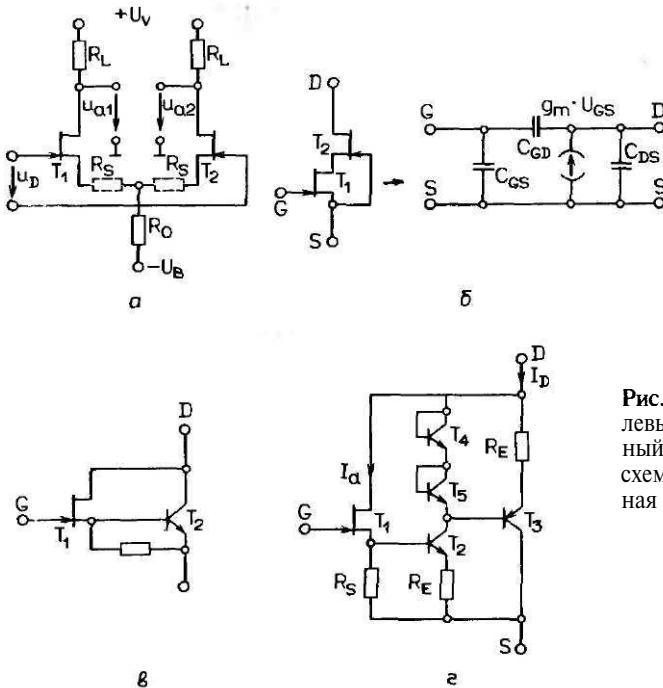 +U_V
R_L
R_L
u_a1
u_a2
T_1
R_S
R_S
T_2
u_D
R_O
-U_B
а
D
T_2
T_1
G
S
g_m · U_GS
G
D
C_GD
C_GS
C_DS
S
S
б
D
G
T_1
T_2
в
D
I_D
T_4
R_E
I_a
T_5
G
T_1
T_3
T_2
R_S
R_E
S
г
Рис.
левы
ный
схем
ная